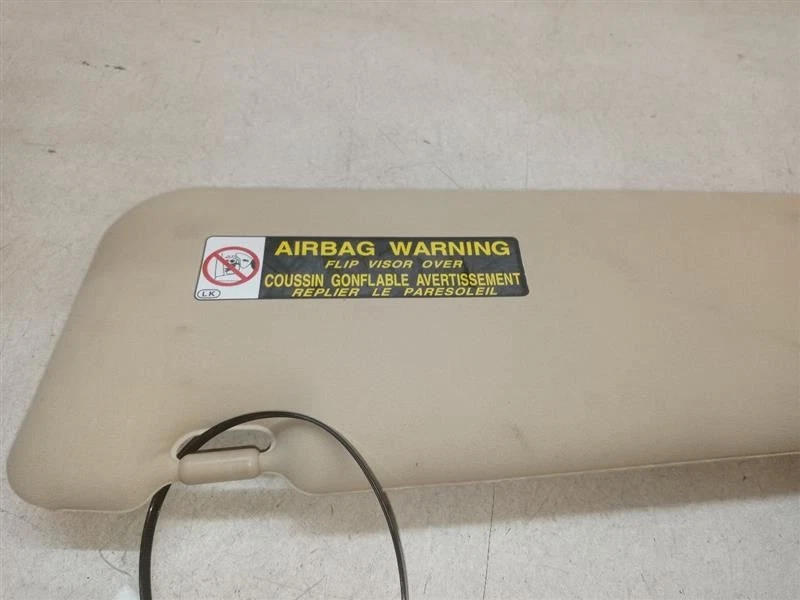 AIRBAG WARNING
FLIP VISOR OVER
COUSSIN GONFLABLE AVERTISSEMENT
REPLIER LE PARESOLEIL
LK